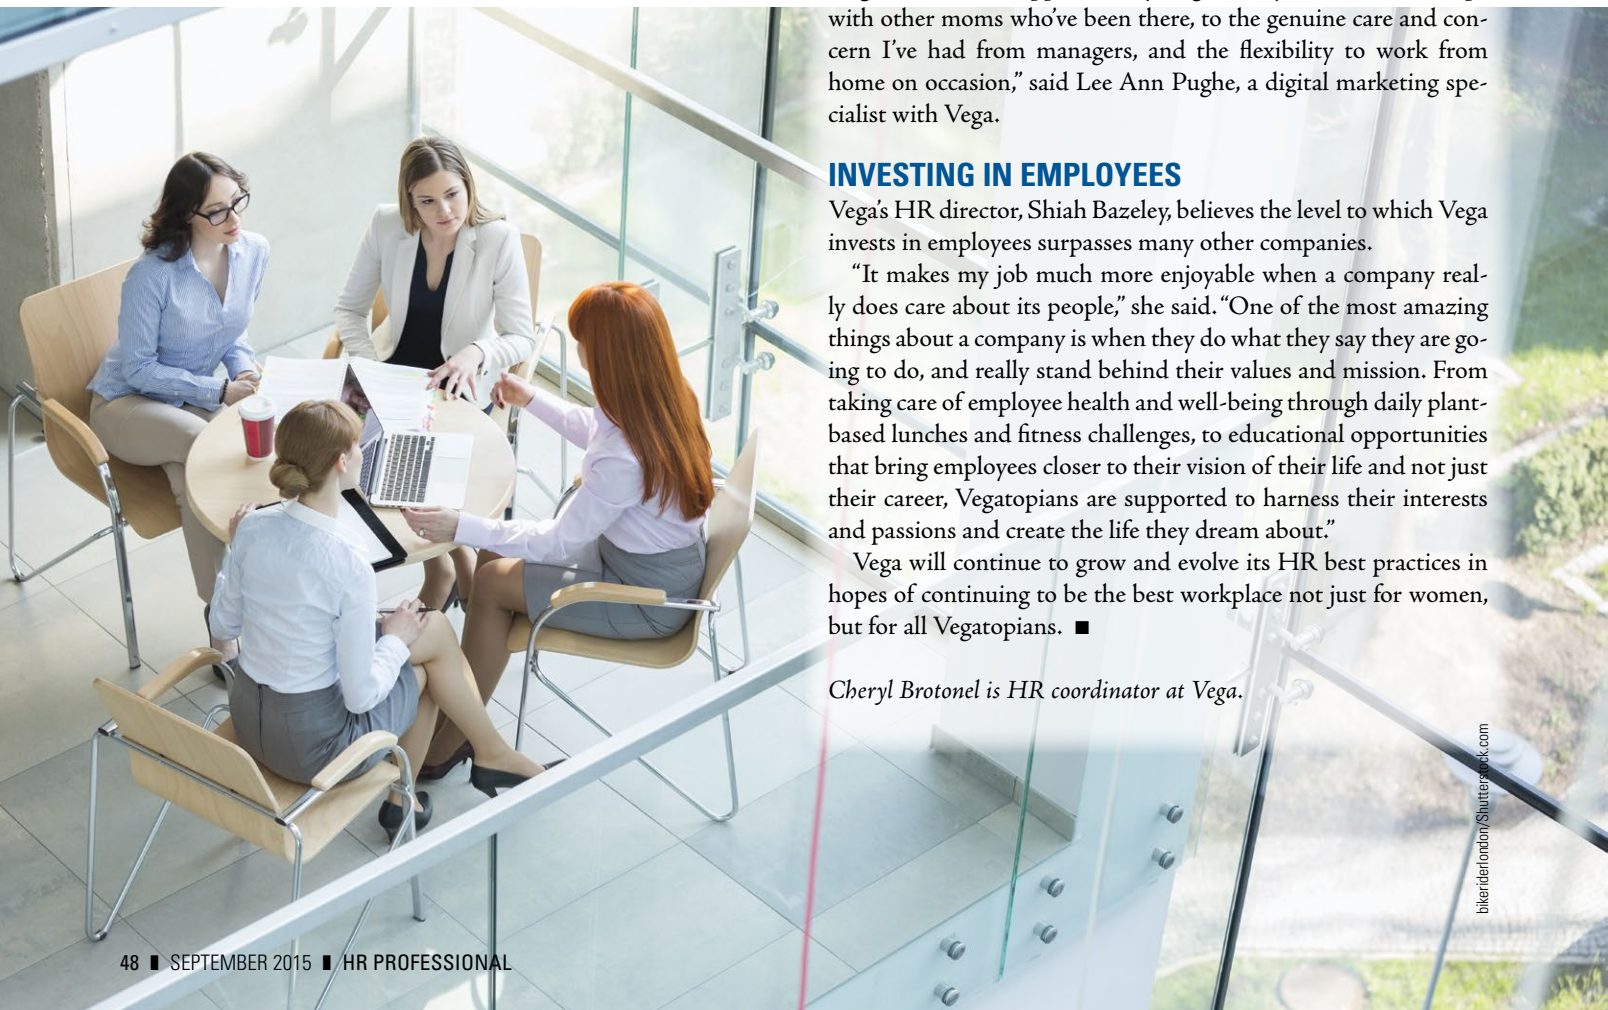 with other moms who've been there, to the genuine care and con-
cern I've had from managers, and the flexibility to work from
home on occasion," said Lee Ann Pughe, a digital marketing spe-
cialist with Vega.
INVESTING IN EMPLOYEES
Vega's HR director, Shiah Bazeley, believes the level to which Vega
invests in employees surpasses many other companies.
"It makes my job much more enjoyable when a company real-
ly does care about its people," she said. "One of the most amazing
things about a company is when they do what they say they are go-
ing to do, and really stand behind their values and mission. From
taking care of employee health and well-being through daily plant-
based lunches and fitness challenges, to educational opportunities
that bring employees closer to their vision of their life and not just
their career, Vegatopians are supported to harness their interests
and passions and create the life they dream about."
Vega will continue to grow and evolve its HR best practices in
hopes of continuing to be the best workplace not just for women,
but for all Vegatopians. ■
Cheryl Brotonel is HR coordinator at Vega.
bikeriderlondon/Shutterstock.com
48 ■ SEPTEMBER 2015 ■ HR PROFESSIONAL